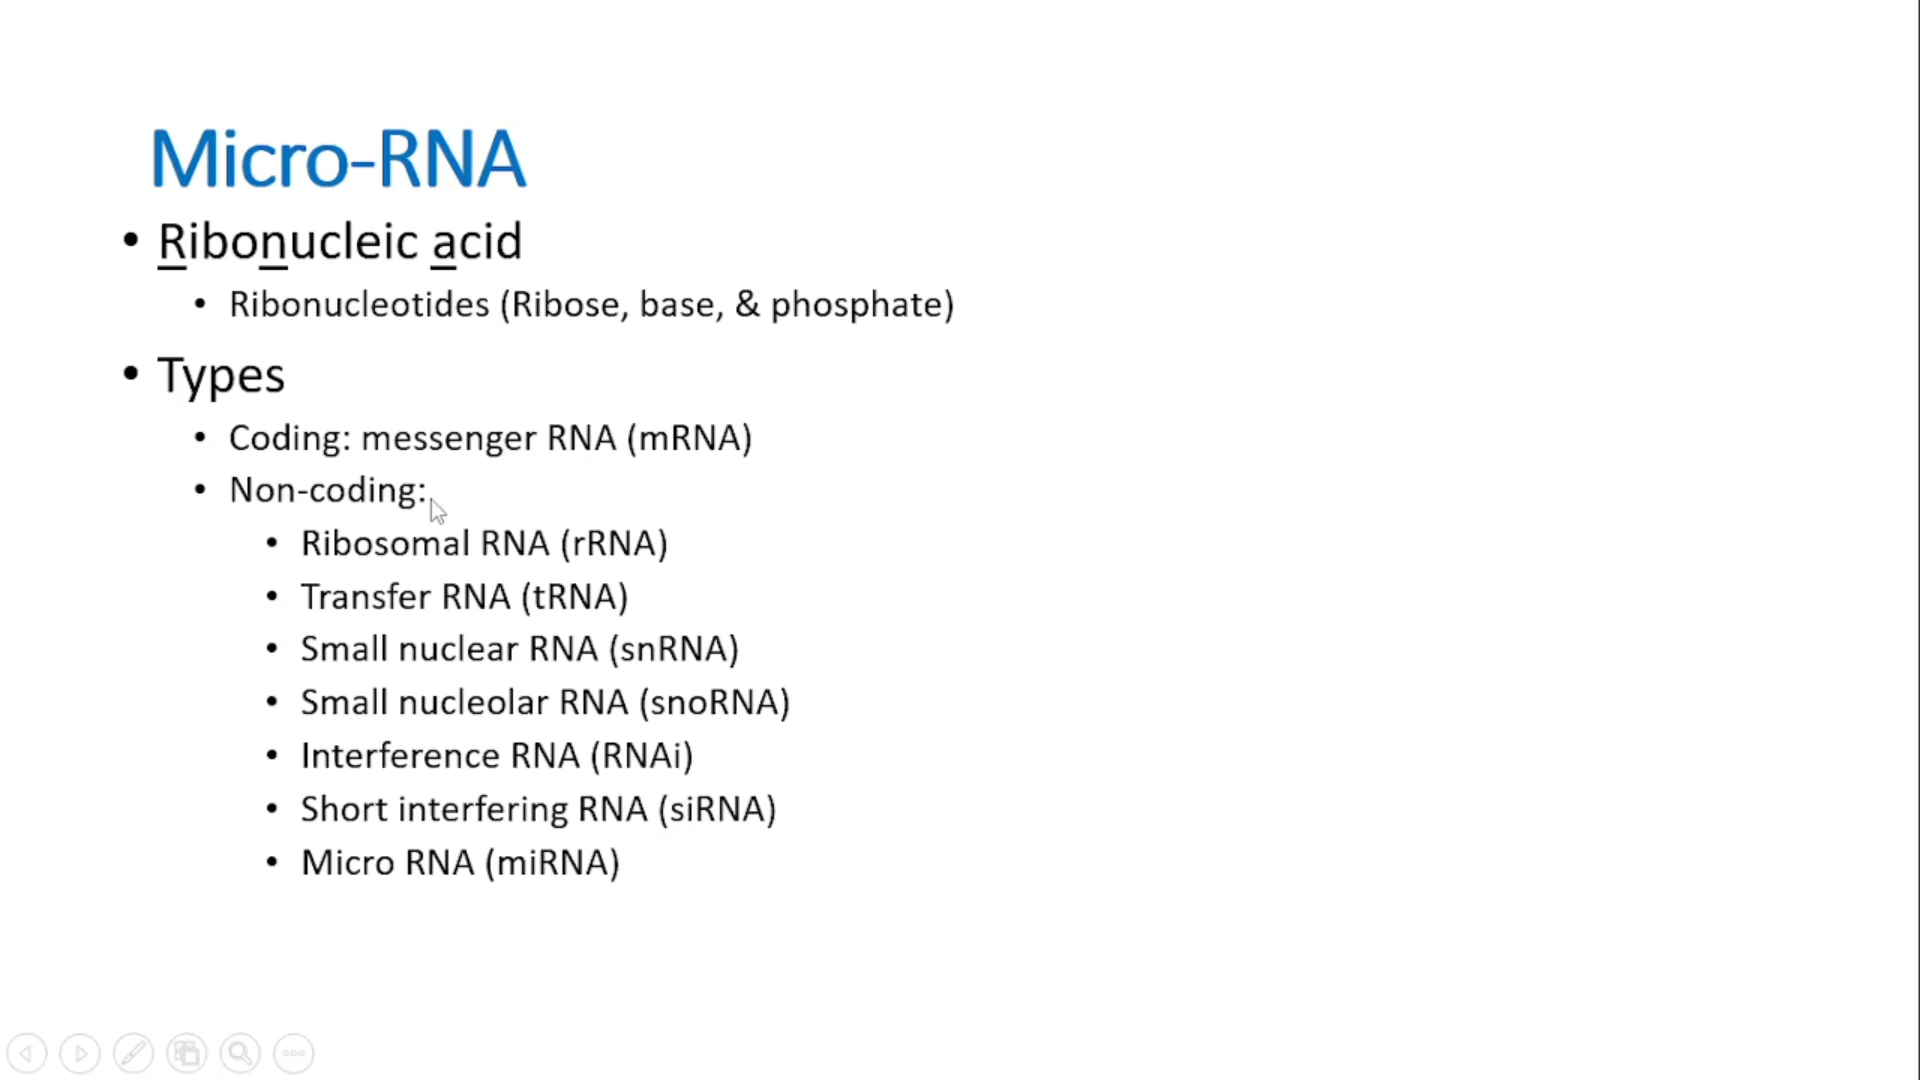 Micro-RNA
• Ribonucleic acid
• Ribonucleotides (Ribose, base, & phosphate)
• Types
• Coding: messenger RNA (mRNA)
• Non-coding:
• Ribosomal RNA (rRNA)
• Transfer RNA (tRNA)
• Small nuclear RNA (snRNA)
• Small nucleolar RNA (snoRNA)
• Interference RNA (RNAi)
• Short interfering RNA (siRNA)
• Micro RNA (miRNA)